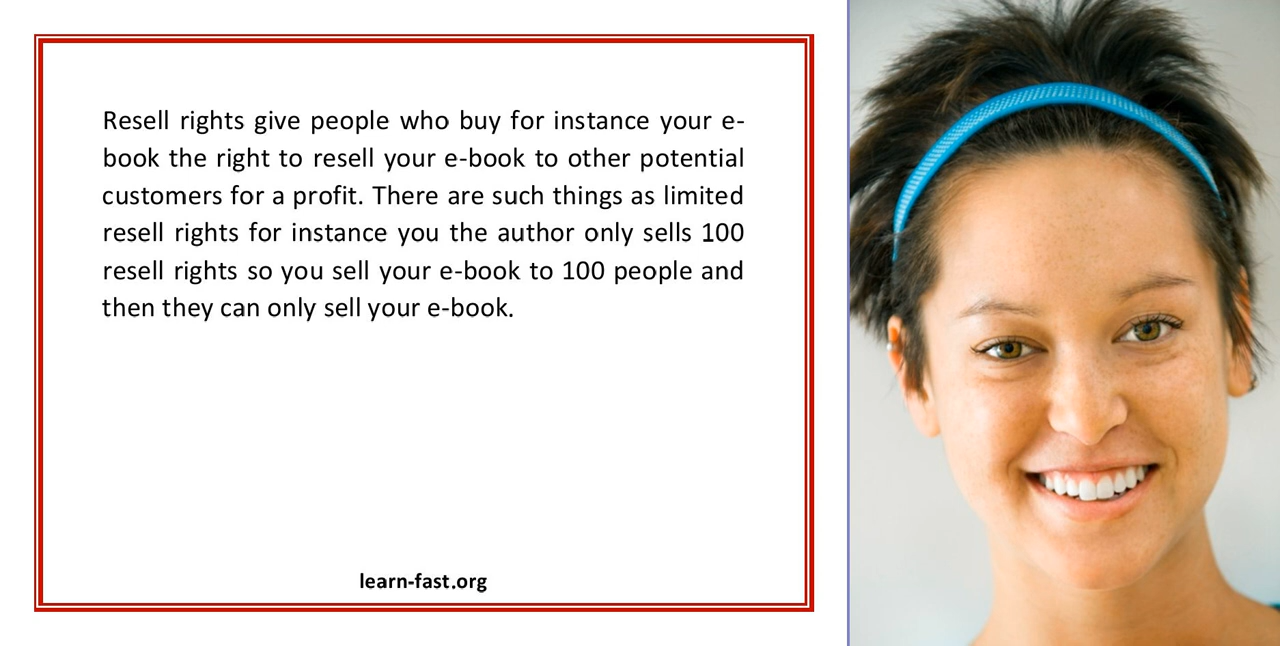 Resell rights give people who buy for instance your e-
book the right to resell your e-book to other potential
customers for a profit. There are such things as limited
resell rights for instance you the author only sells 100
resell rights so you sell your e-book to 100 people and
then they can only sell your e-book.
learn-fast.org